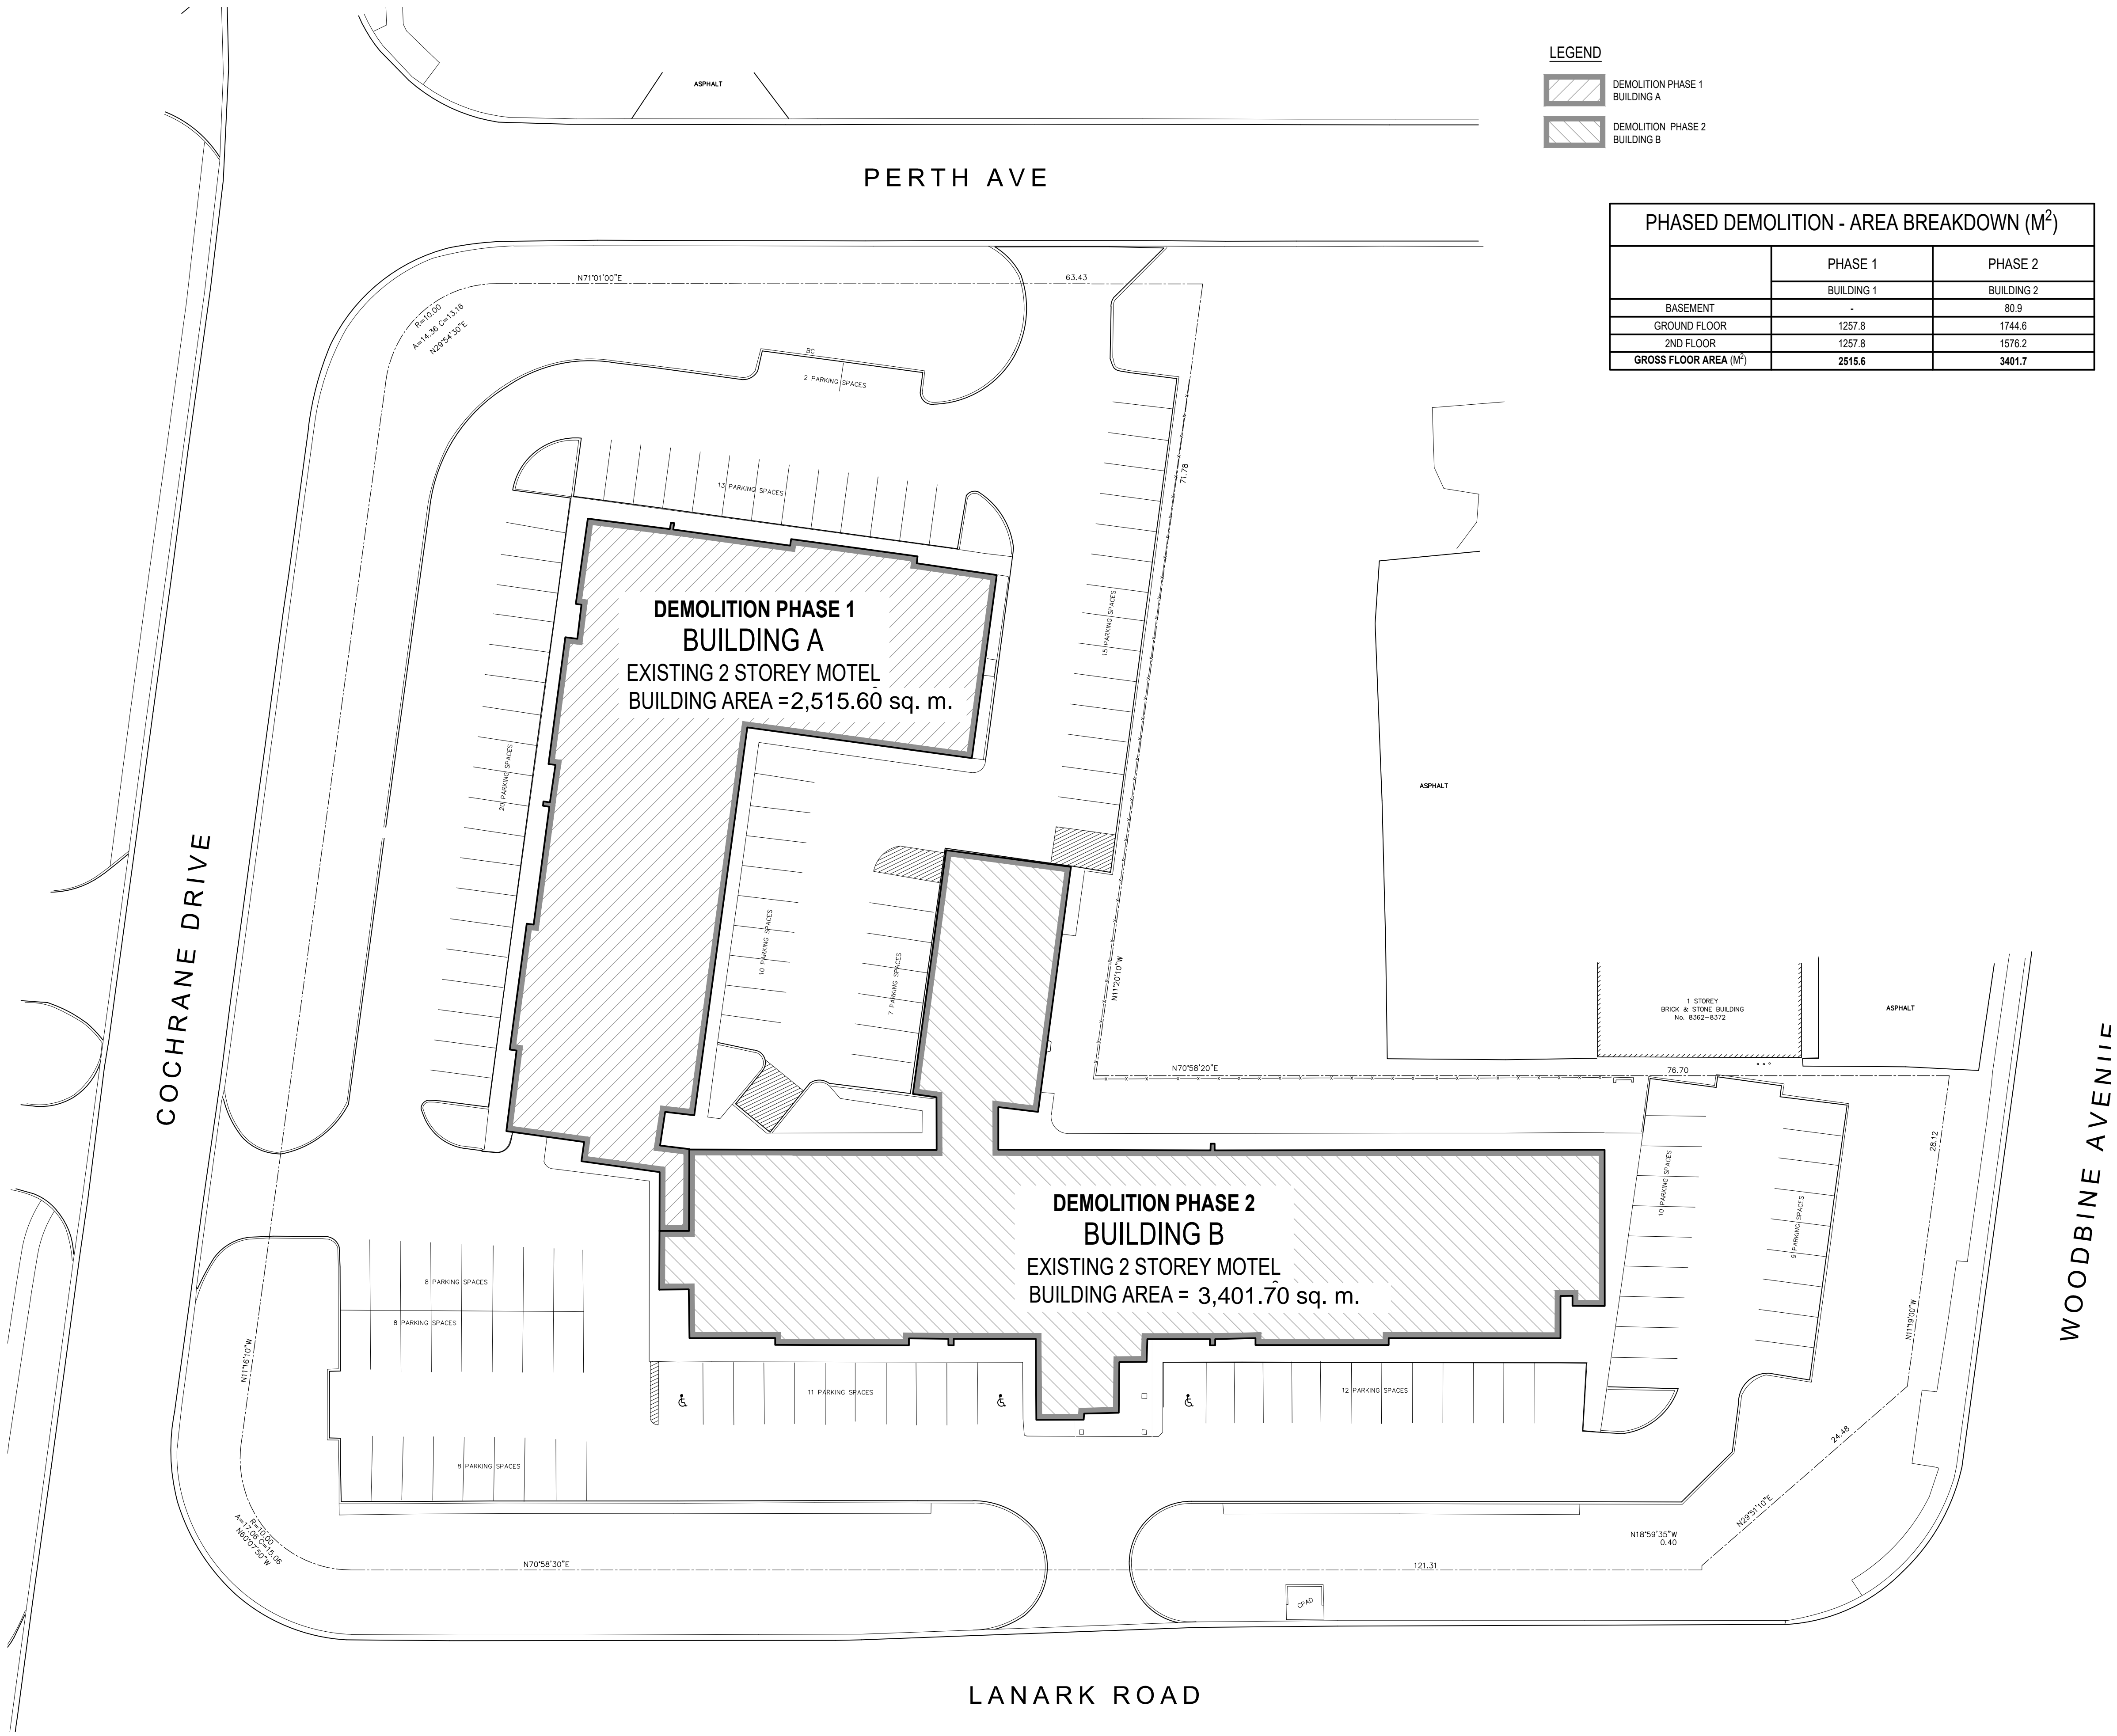 LEGEND
DEMOLITION PHASE 1
BUILDING A
DEMOLITION PHASE 2
BUILDING B
PHASED DEMOLITION - AREA BREAKDOWN (M²)
PHASE 1 PHASE 2
BUILDING 1 BUILDING 2
BASEMENT - 80.9
GROUND FLOOR 1257.8 1744.6
2ND FLOOR 1257.8 1576.2
GROSS FLOOR AREA (M²) 2515.6 3401.7
ASPHALT
PERTH AVE
N71°01'00"E
63.43
R=10.00
A=14.36 C=13.16
N29°54'30"E
BC
2 PARKING SPACES
13 PARKING SPACES
71.78
15 PARKING SPACES
DEMOLITION PHASE 1
BUILDING A
EXISTING 2 STOREY MOTEL
BUILDING AREA = 2,515.60 sq. m.
20 PARKING SPACES
10 PARKING SPACES
7 PARKING SPACES
N11°20'10"W
COCHRANE DRIVE
ASPHALT
1 STOREY
BRICK & STONE BUILDING
No. 8362-8372
ASPHALT
N70°58'20"E
76.70
28.12
WOODBINE AVENUE
10 PARKING SPACES
9 PARKING SPACES
DEMOLITION PHASE 2
BUILDING B
EXISTING 2 STOREY MOTEL
BUILDING AREA = 3,401.70 sq. m.
8 PARKING SPACES
8 PARKING SPACES
N11°16'10"W
N11°19'00"W
11 PARKING SPACES
12 PARKING SPACES
24.48
8 PARKING SPACES
N29°51'10"E
R=10.00
A=17.06 C=15.06
N60°07'50"W
N18°59'35"W
0.40
N70°58'30"E
121.31
CPAD
LANARK ROAD